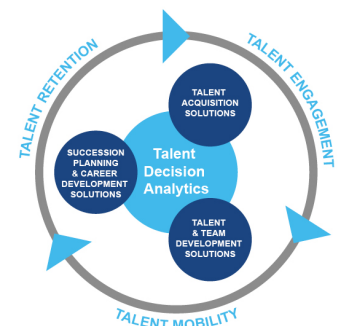 TALENT RETENTION
TALENT ENGAGEMENT
TALENT
ACQUISITION
SOLUTIONS
SUCCESSION
PLANNING
& CAREER
DEVELOPMENT
SOLUTIONS
Talent
Decision
Analytics
TALENT
& TEAM
DEVELOPMENT
SOLUTIONS
TALENT MOBILITY